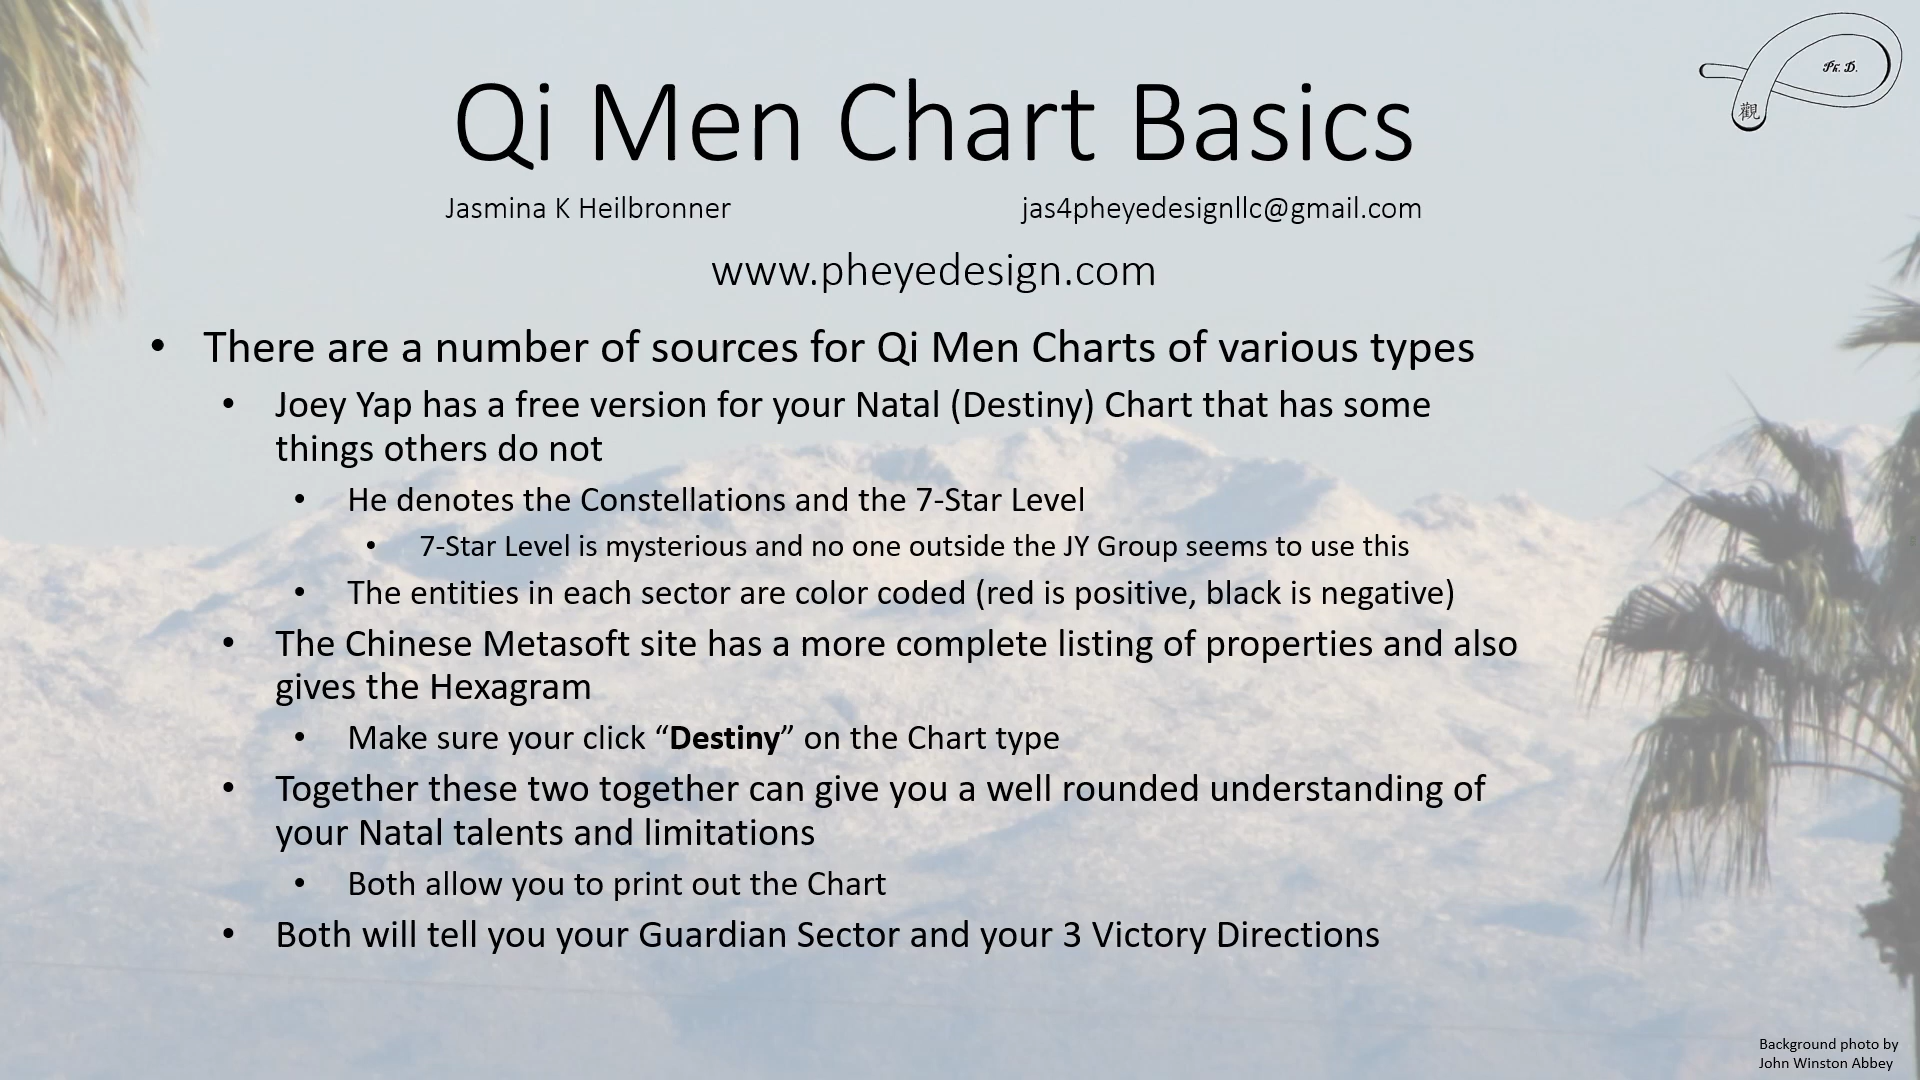 Ph. D.
觀
Qi Men Chart Basics
Jasmina K Heilbronner jas4pheyedesignllc@gmail.com
www.pheyedesign.com
• There are a number of sources for Qi Men Charts of various types
• Joey Yap has a free version for your Natal (Destiny) Chart that has some
things others do not
• He denotes the Constellations and the 7-Star Level
• 7-Star Level is mysterious and no one outside the JY Group seems to use this
• The entities in each sector are color coded (red is positive, black is negative)
• The Chinese Metasoft site has a more complete listing of properties and also
gives the Hexagram
• Make sure your click “Destiny” on the Chart type
• Together these two together can give you a well rounded understanding of
your Natal talents and limitations
• Both allow you to print out the Chart
• Both will tell you your Guardian Sector and your 3 Victory Directions
Background photo by
John Winston Abbey